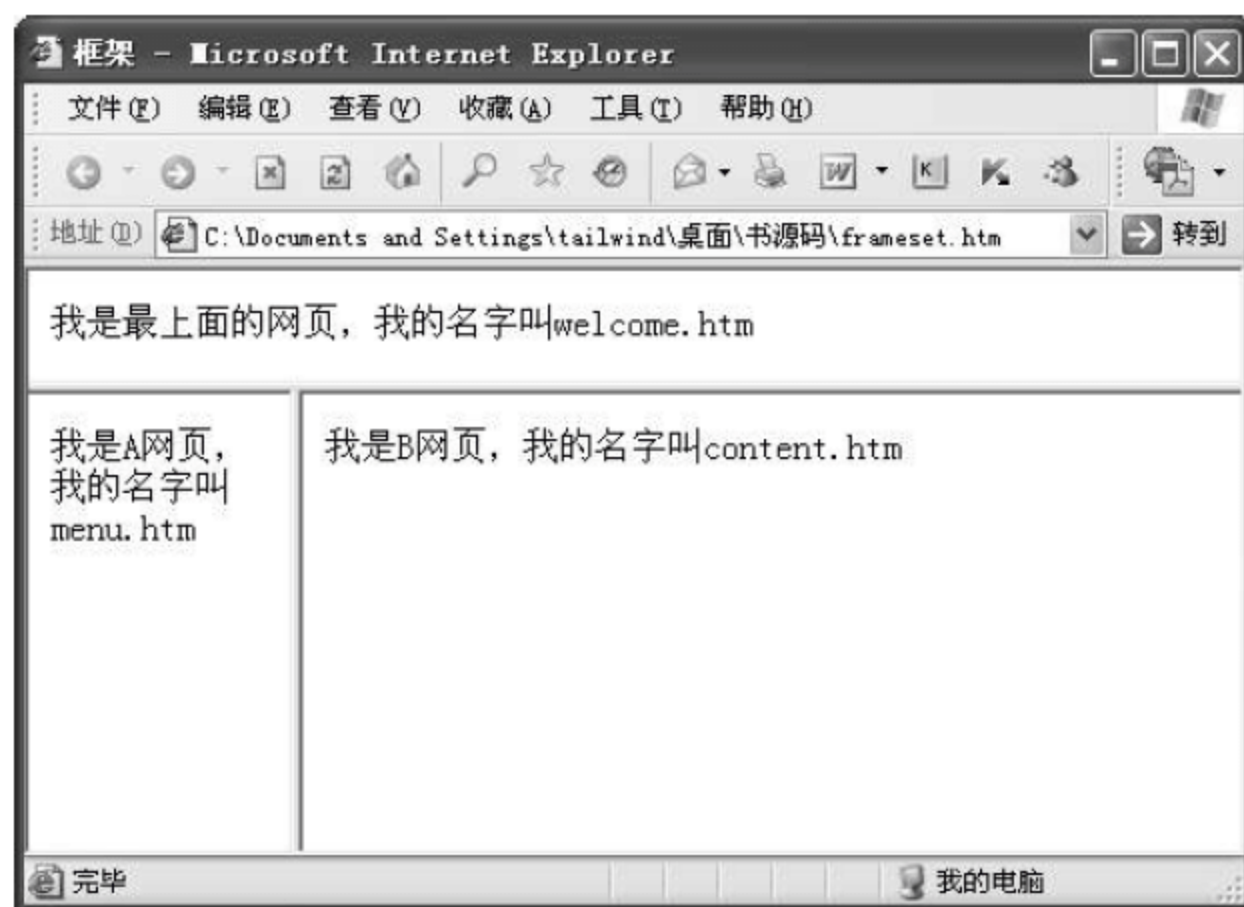 框架 - Microsoft Internet Explorer
文件(F) 编辑(E) 查看(V) 收藏(A) 工具(T) 帮助(H)
地址(D) C:\Documents and Settings\tailwind\桌面\书源码\frameset.htm 转到
我是最上面的网页，我的名字叫welcome.htm
我是A网页，
我的名字叫
menu.htm
我是B网页，我的名字叫content.htm
完毕 我的电脑